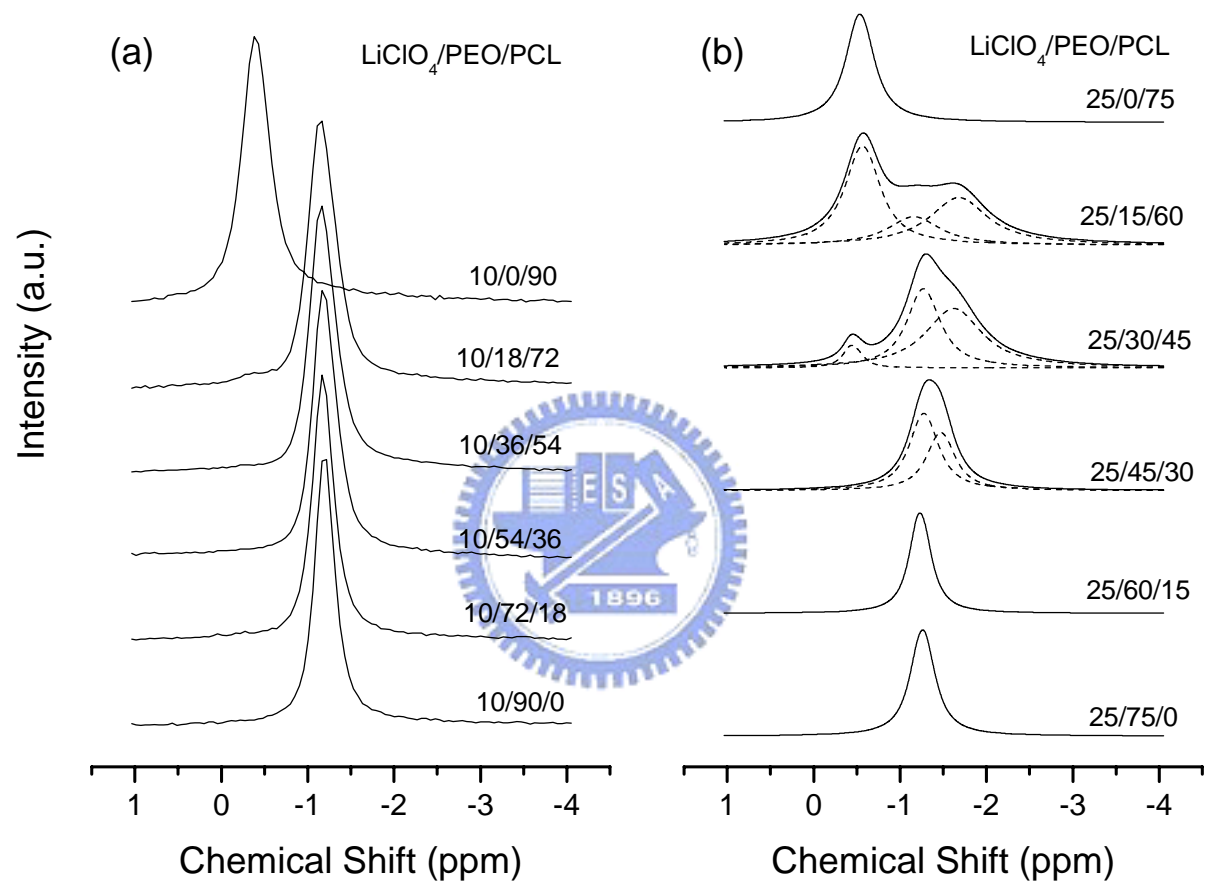 Intensity (a.u.)
(a)
LiClO4/PEO/PCL
10/0/90
10/18/72
10/36/54
10/54/36
10/72/18
10/90/0
1 0 -1 -2 -3 -4
Chemical Shift (ppm)
(b)
LiClO4/PEO/PCL
25/0/75
25/15/60
25/30/45
25/45/30
25/60/15
25/75/0
1 0 -1 -2 -3 -4
Chemical Shift (ppm)
E S A
1896